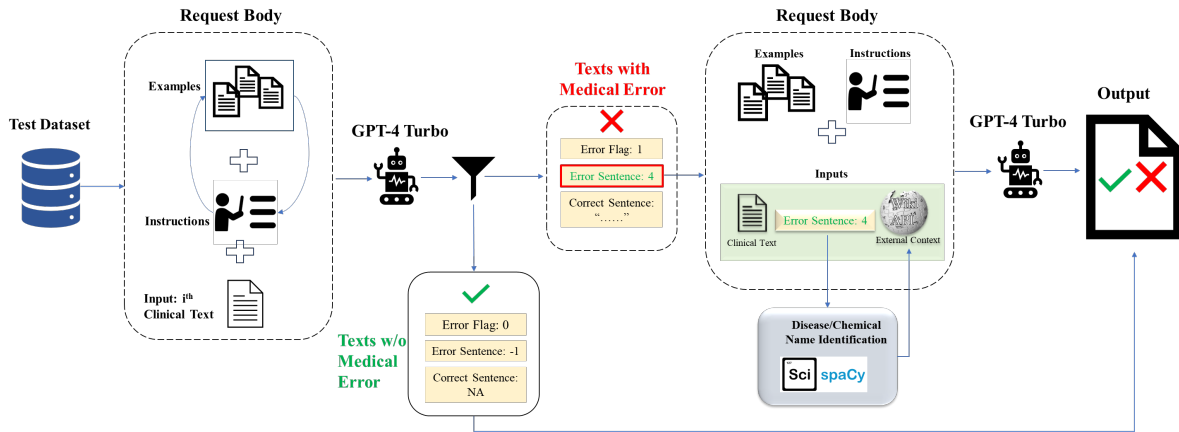 Request Body
Examples
Instructions
Input: ith
Clinical Text
Test Dataset
GPT-4 Turbo
Texts with
Medical Error
Error Flag: 1
Error Sentence: 4
Correct Sentence:
“......”
Texts w/o
Medical
Error
Error Flag: 0
Error Sentence: -1
Correct Sentence:
NA
Request Body
Examples
Instructions
Inputs
Clinical Text
Error Sentence: 4
Wiki
API
External Context
Disease/Chemical
Name Identification
Sci
spaCy
GPT-4 Turbo
Output